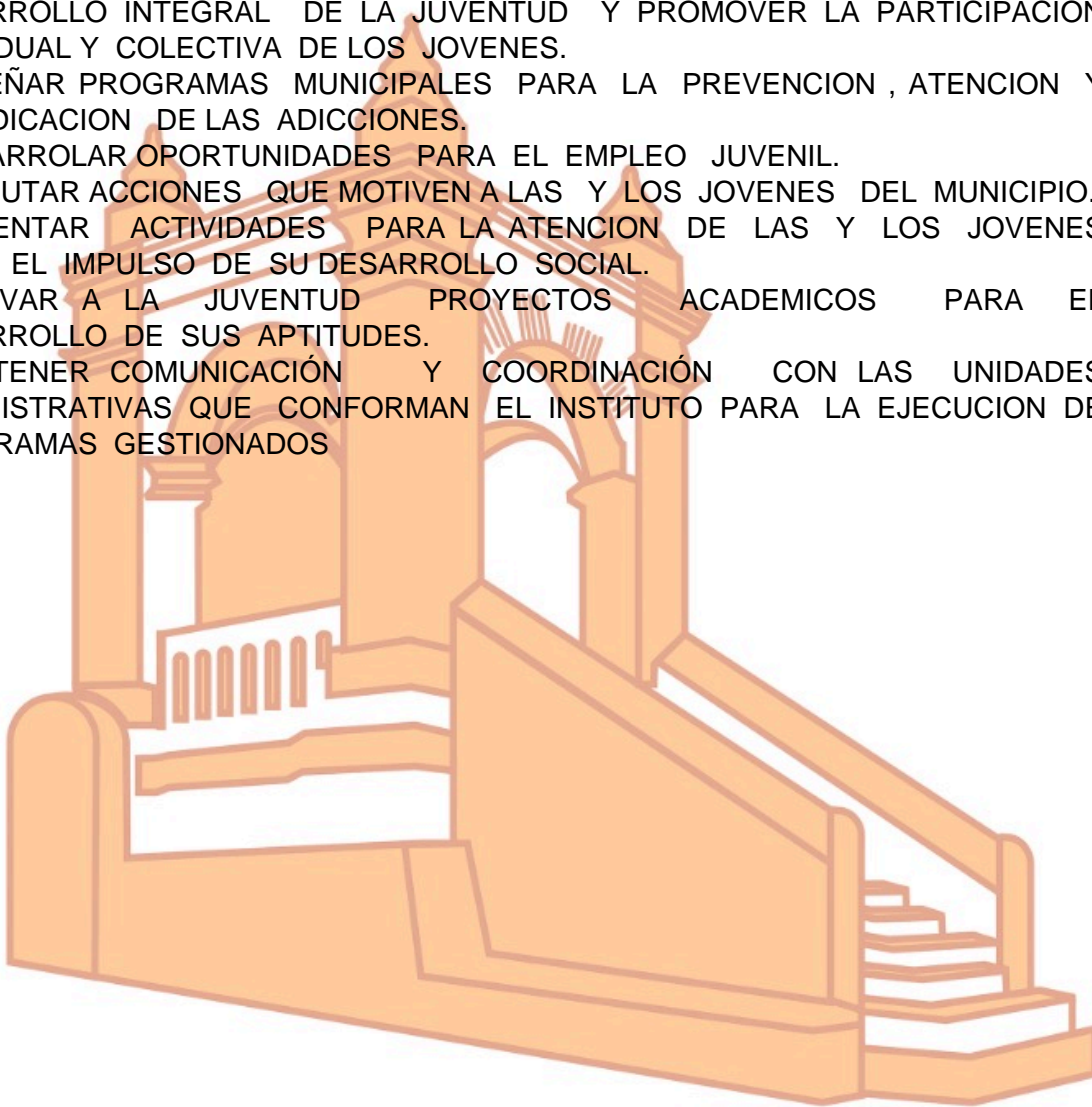 RROLLO INTEGRAL DE LA JUVENTUD Y PROMOVER LA PARTICIPACION
DUAL Y COLECTIVA DE LOS JOVENES.
EÑAR PROGRAMAS MUNICIPALES PARA LA PREVENCION , ATENCION Y
DICACION DE LAS ADICCIONES.
ARROLAR OPORTUNIDADES PARA EL EMPLEO JUVENIL.
UTAR ACCIONES QUE MOTIVEN A LAS Y LOS JOVENES DEL MUNICIPIO.
ENTAR ACTIVIDADES PARA LA ATENCION DE LAS Y LOS JOVENES
EL IMPULSO DE SU DESARROLLO SOCIAL.
VAR A LA JUVENTUD PROYECTOS ACADEMICOS PARA EL
RROLLO DE SUS APTITUDES.
TENER COMUNICACIÓN Y COORDINACIÓN CON LAS UNIDADES
ISTRATIVAS QUE CONFORMAN EL INSTITUTO PARA LA EJECUCION DE
RAMAS GESTIONADOS